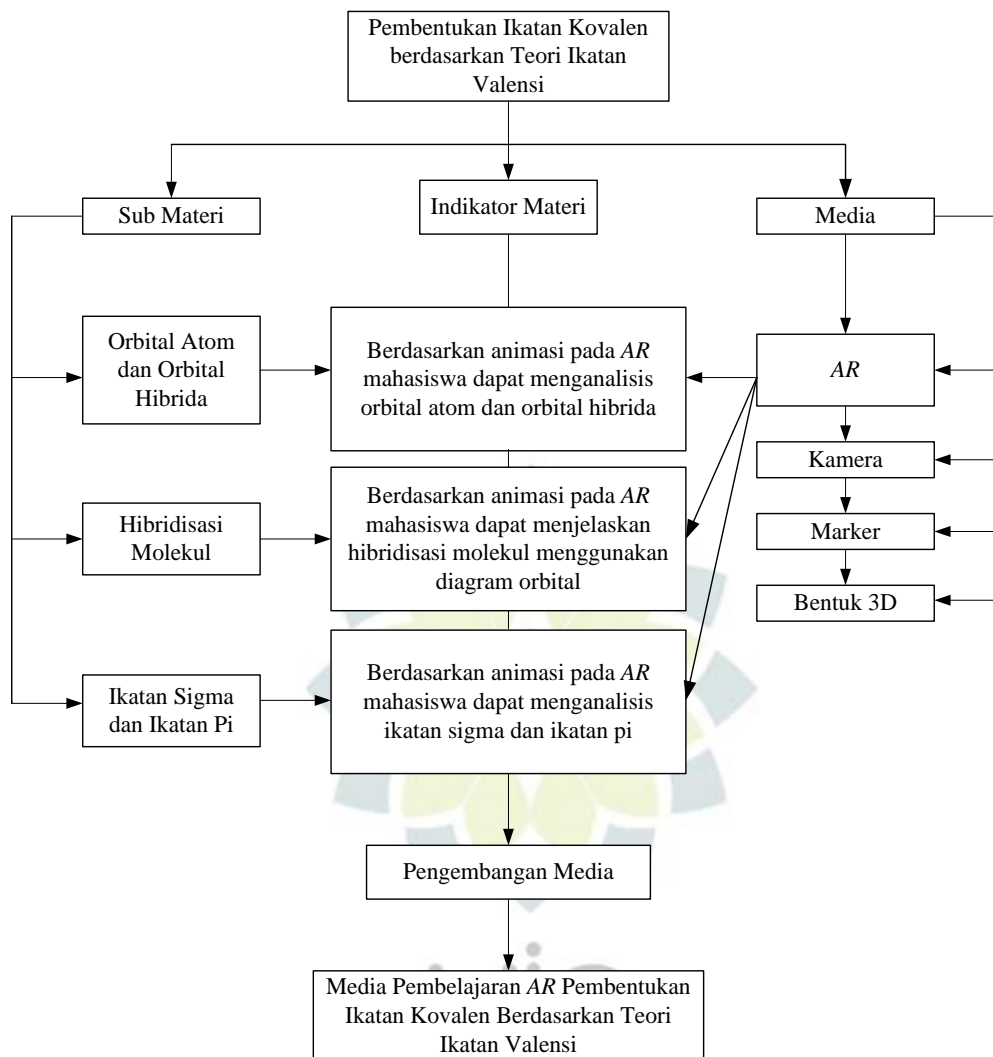 Pembentukan Ikatan Kovalen
berdasarkan Teori Ikatan
Valensi
Sub Materi
Indikator Materi
Media
Orbital Atom
dan Orbital
Hibrida
Berdasarkan animasi pada AR
mahasiswa dapat menganalisis
orbital atom dan orbital hibrida
AR
Kamera
Hibridisasi
Molekul
Berdasarkan animasi pada AR
mahasiswa dapat menjelaskan
hibridisasi molekul menggunakan
diagram orbital
Marker
Bentuk 3D
Ikatan Sigma
dan Ikatan Pi
Berdasarkan animasi pada AR
mahasiswa dapat menganalisis
ikatan sigma dan ikatan pi
Pengembangan Media
Media Pembelajaran AR Pembentukan
Ikatan Kovalen Berdasarkan Teori
Ikatan Valensi